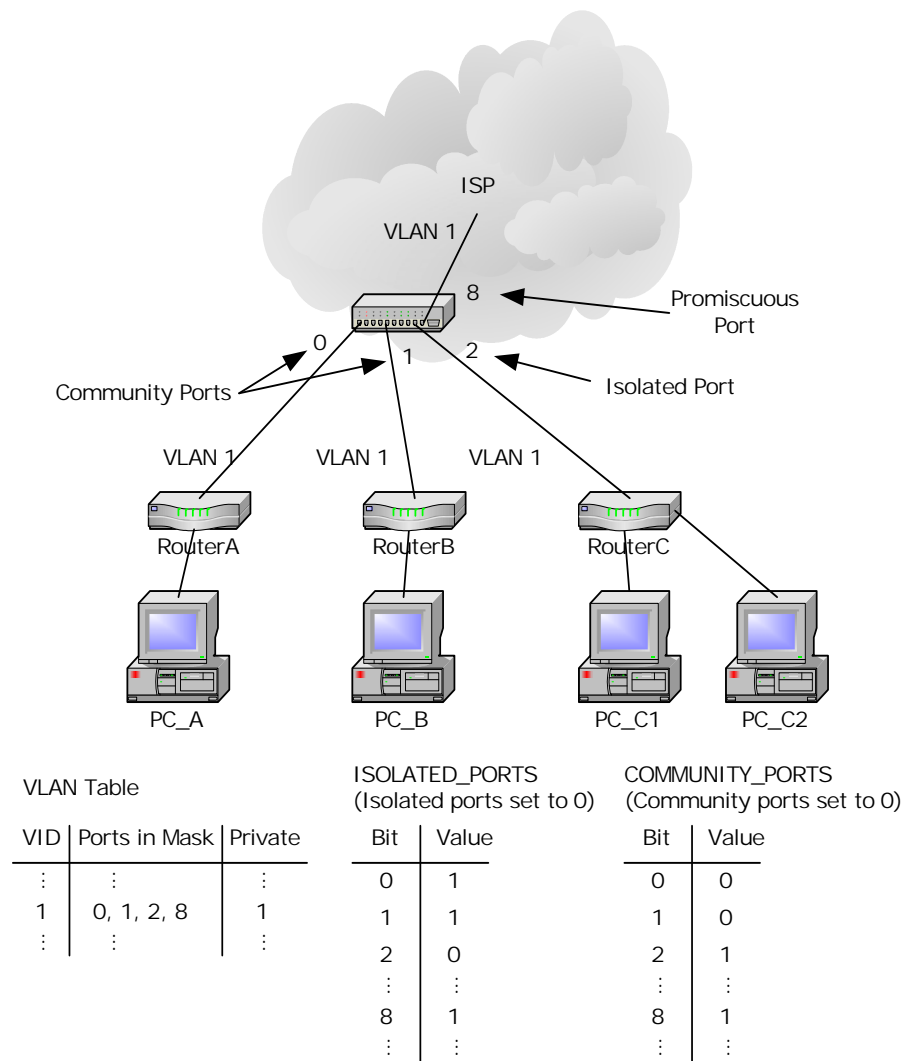 ISP
VLAN 1
8
Promiscuous
Port
0
1
2
Community Ports
Isolated Port
VLAN 1
VLAN 1
VLAN 1
RouterA
RouterB
RouterC
PC_A
PC_B
PC_C1
PC_C2
VLAN Table
VID Ports in Mask Private
⋮ ⋮ ⋮
1 0, 1, 2, 8 1
⋮ ⋮ ⋮
ISOLATED_PORTS
(Isolated ports set to 0)
Bit Value
0 1
1 1
2 0
⋮ ⋮
8 1
⋮ ⋮
COMMUNITY_PORTS
(Community ports set to 0)
Bit Value
0 0
1 0
2 1
⋮ ⋮
8 1
⋮ ⋮